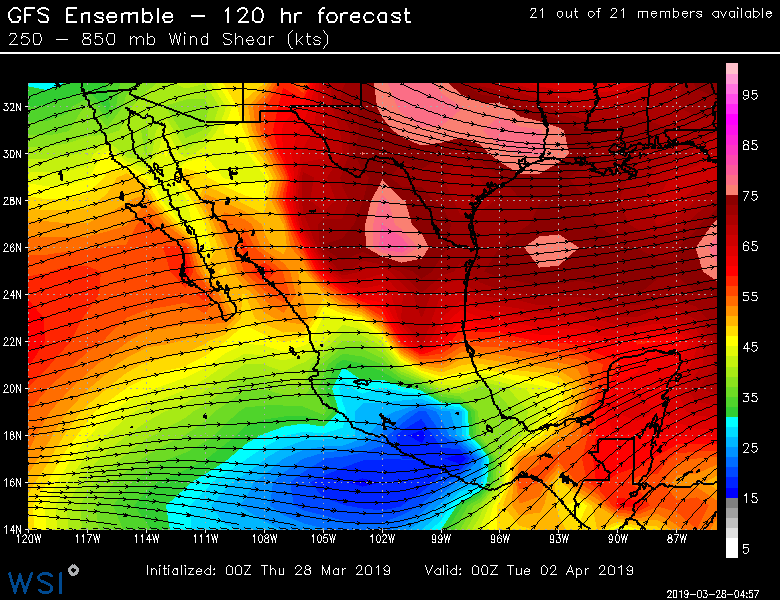 GFS Ensemble – 120 hr forecast
21 out of 21 members available
250 – 850 mb Wind Shear (kts)
32N
30N
28N
26N
24N
22N
20N
18N
16N
14N
120W 117W 114W 111W 108W 105W 102W 99W 96W 93W 90W 87W
95
85
75
65
55
45
35
25
15
5
WSI
Initialized: 00Z Thu 28 Mar 2019 Valid: 00Z Tue 02 Apr 2019
2019-03-28-04:57